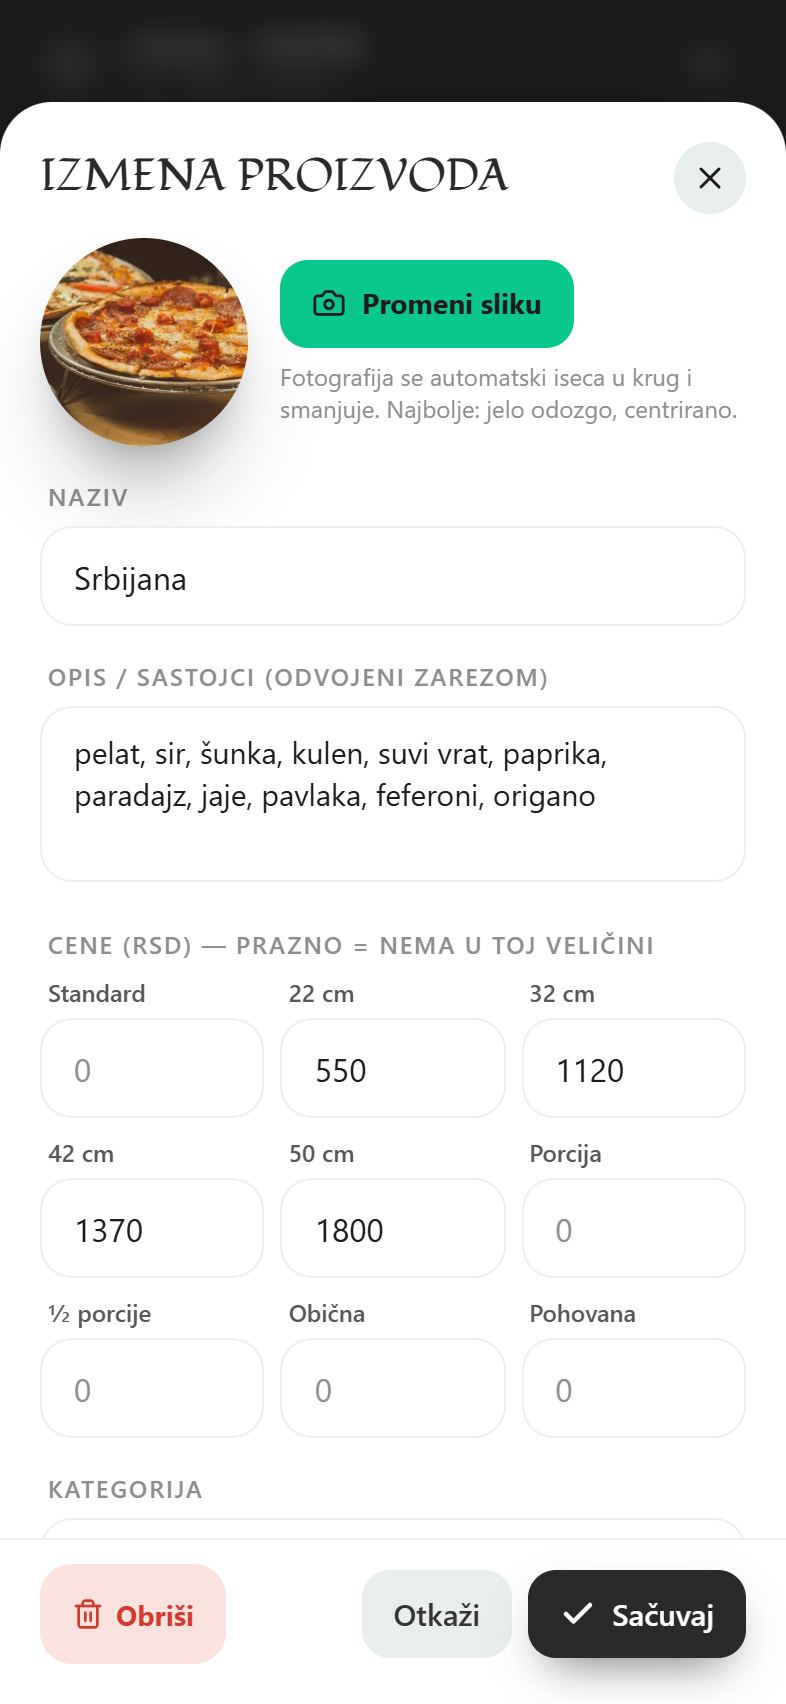 IZMENA PROIZVODA
Promeni sliku
Fotografija se automatski iseca u krug i
smanjuje. Najbolje: jelo odozgo, centrirano.
NAZIV
Srbijana
OPIS / SASTOJCI (ODVOJENI ZAREZOM)
pelat, sir, šunka, kulen, suvi vrat, paprika,
paradajz, jaje, pavlaka, feferoni, origano
CENE (RSD) — PRAZNO = NEMA U TOJ VELIČINI
Standard 22 cm 32 cm
0 550 1120
42 cm 50 cm Porcija
1370 1800 0
½ porcije Obična Pohovana
0 0 0
KATEGORIJA
Obriši Otkaži Sačuvaj